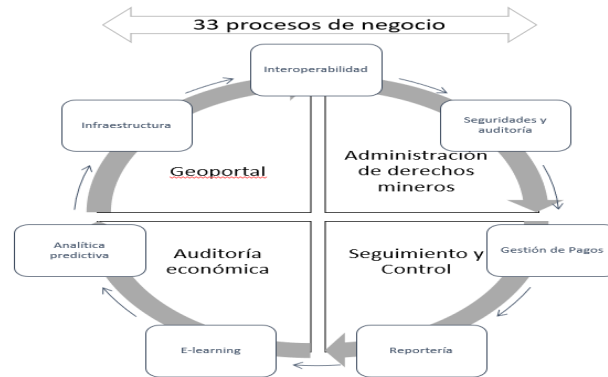 33 procesos de negocio
Interoperabilidad
Infraestructura
Seguridades y
auditoría
Geoportal
Administración
de derechos
mineros
Analítica
predictiva
Auditoría
económica
Seguimiento y
Control
Gestión de Pagos
E-learning
Reportería